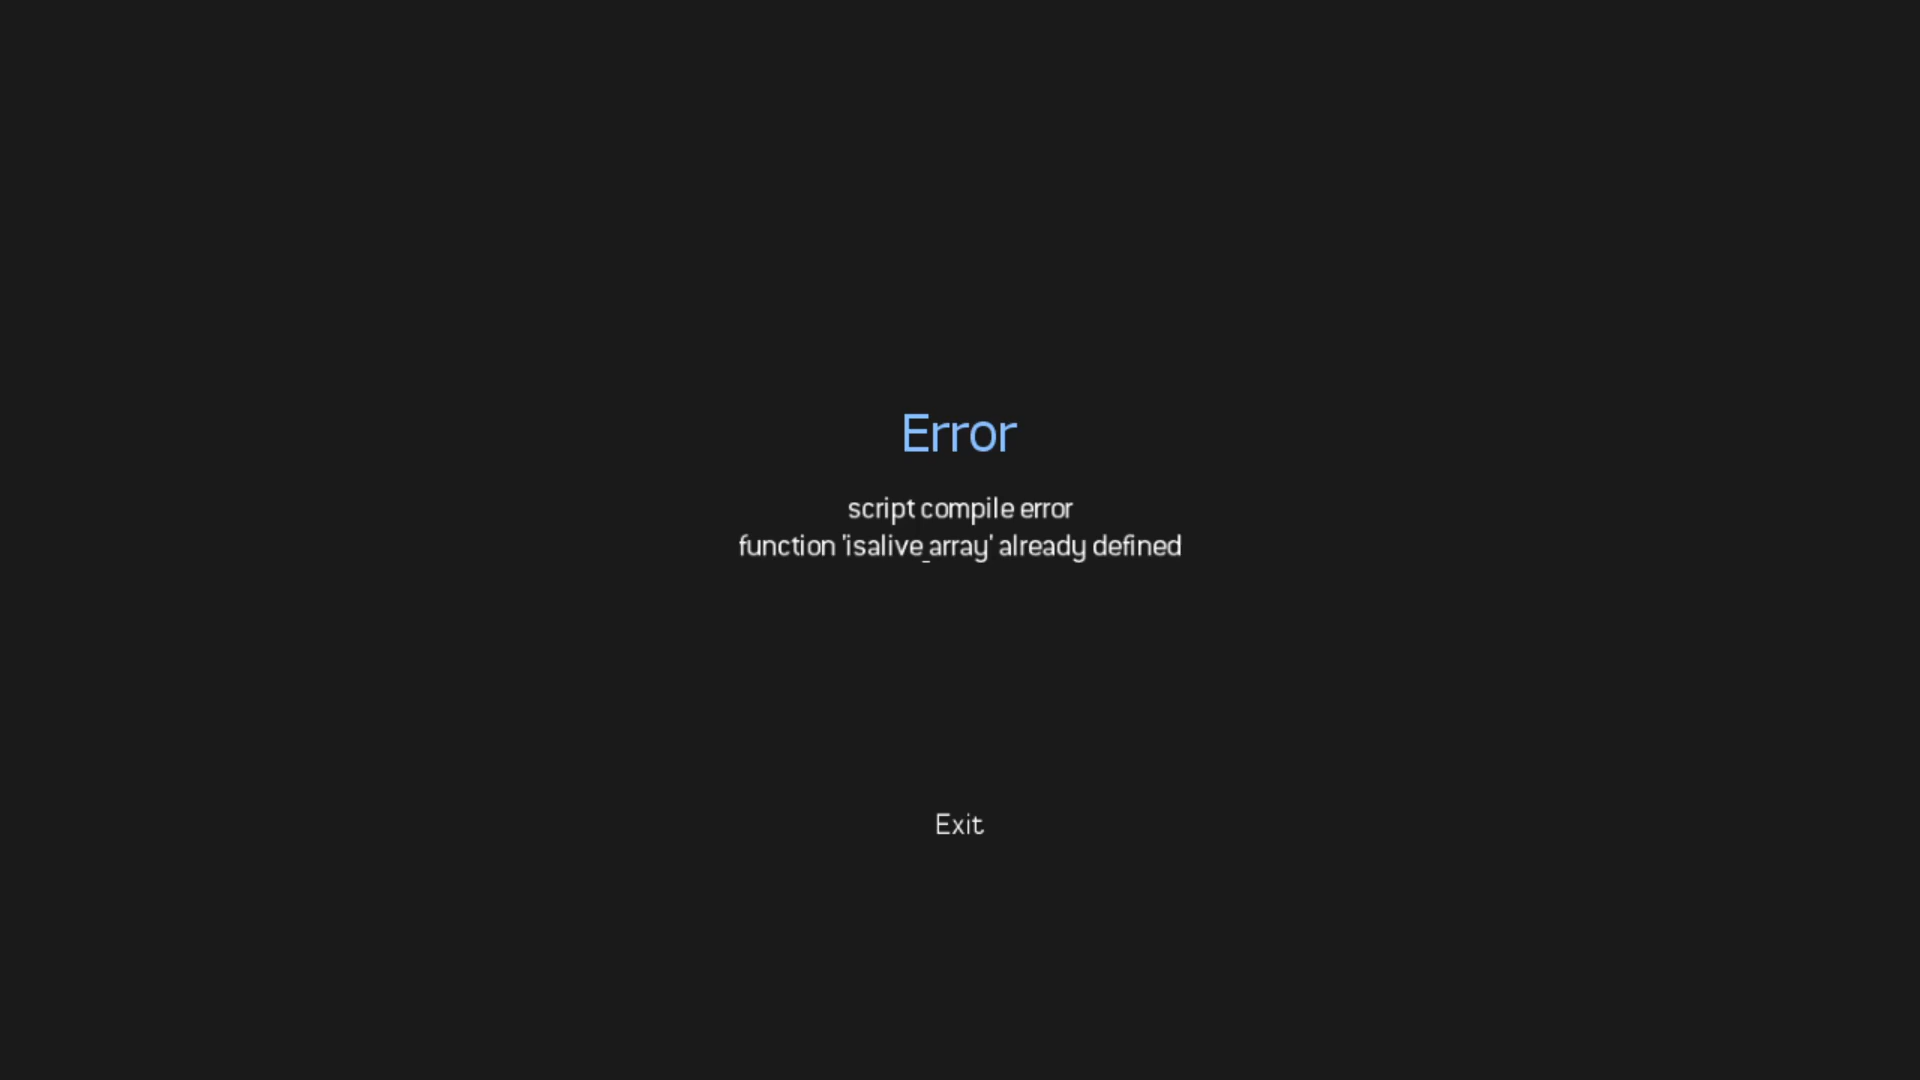 Error
script compile error
function 'isalive_array' already defined
Exit